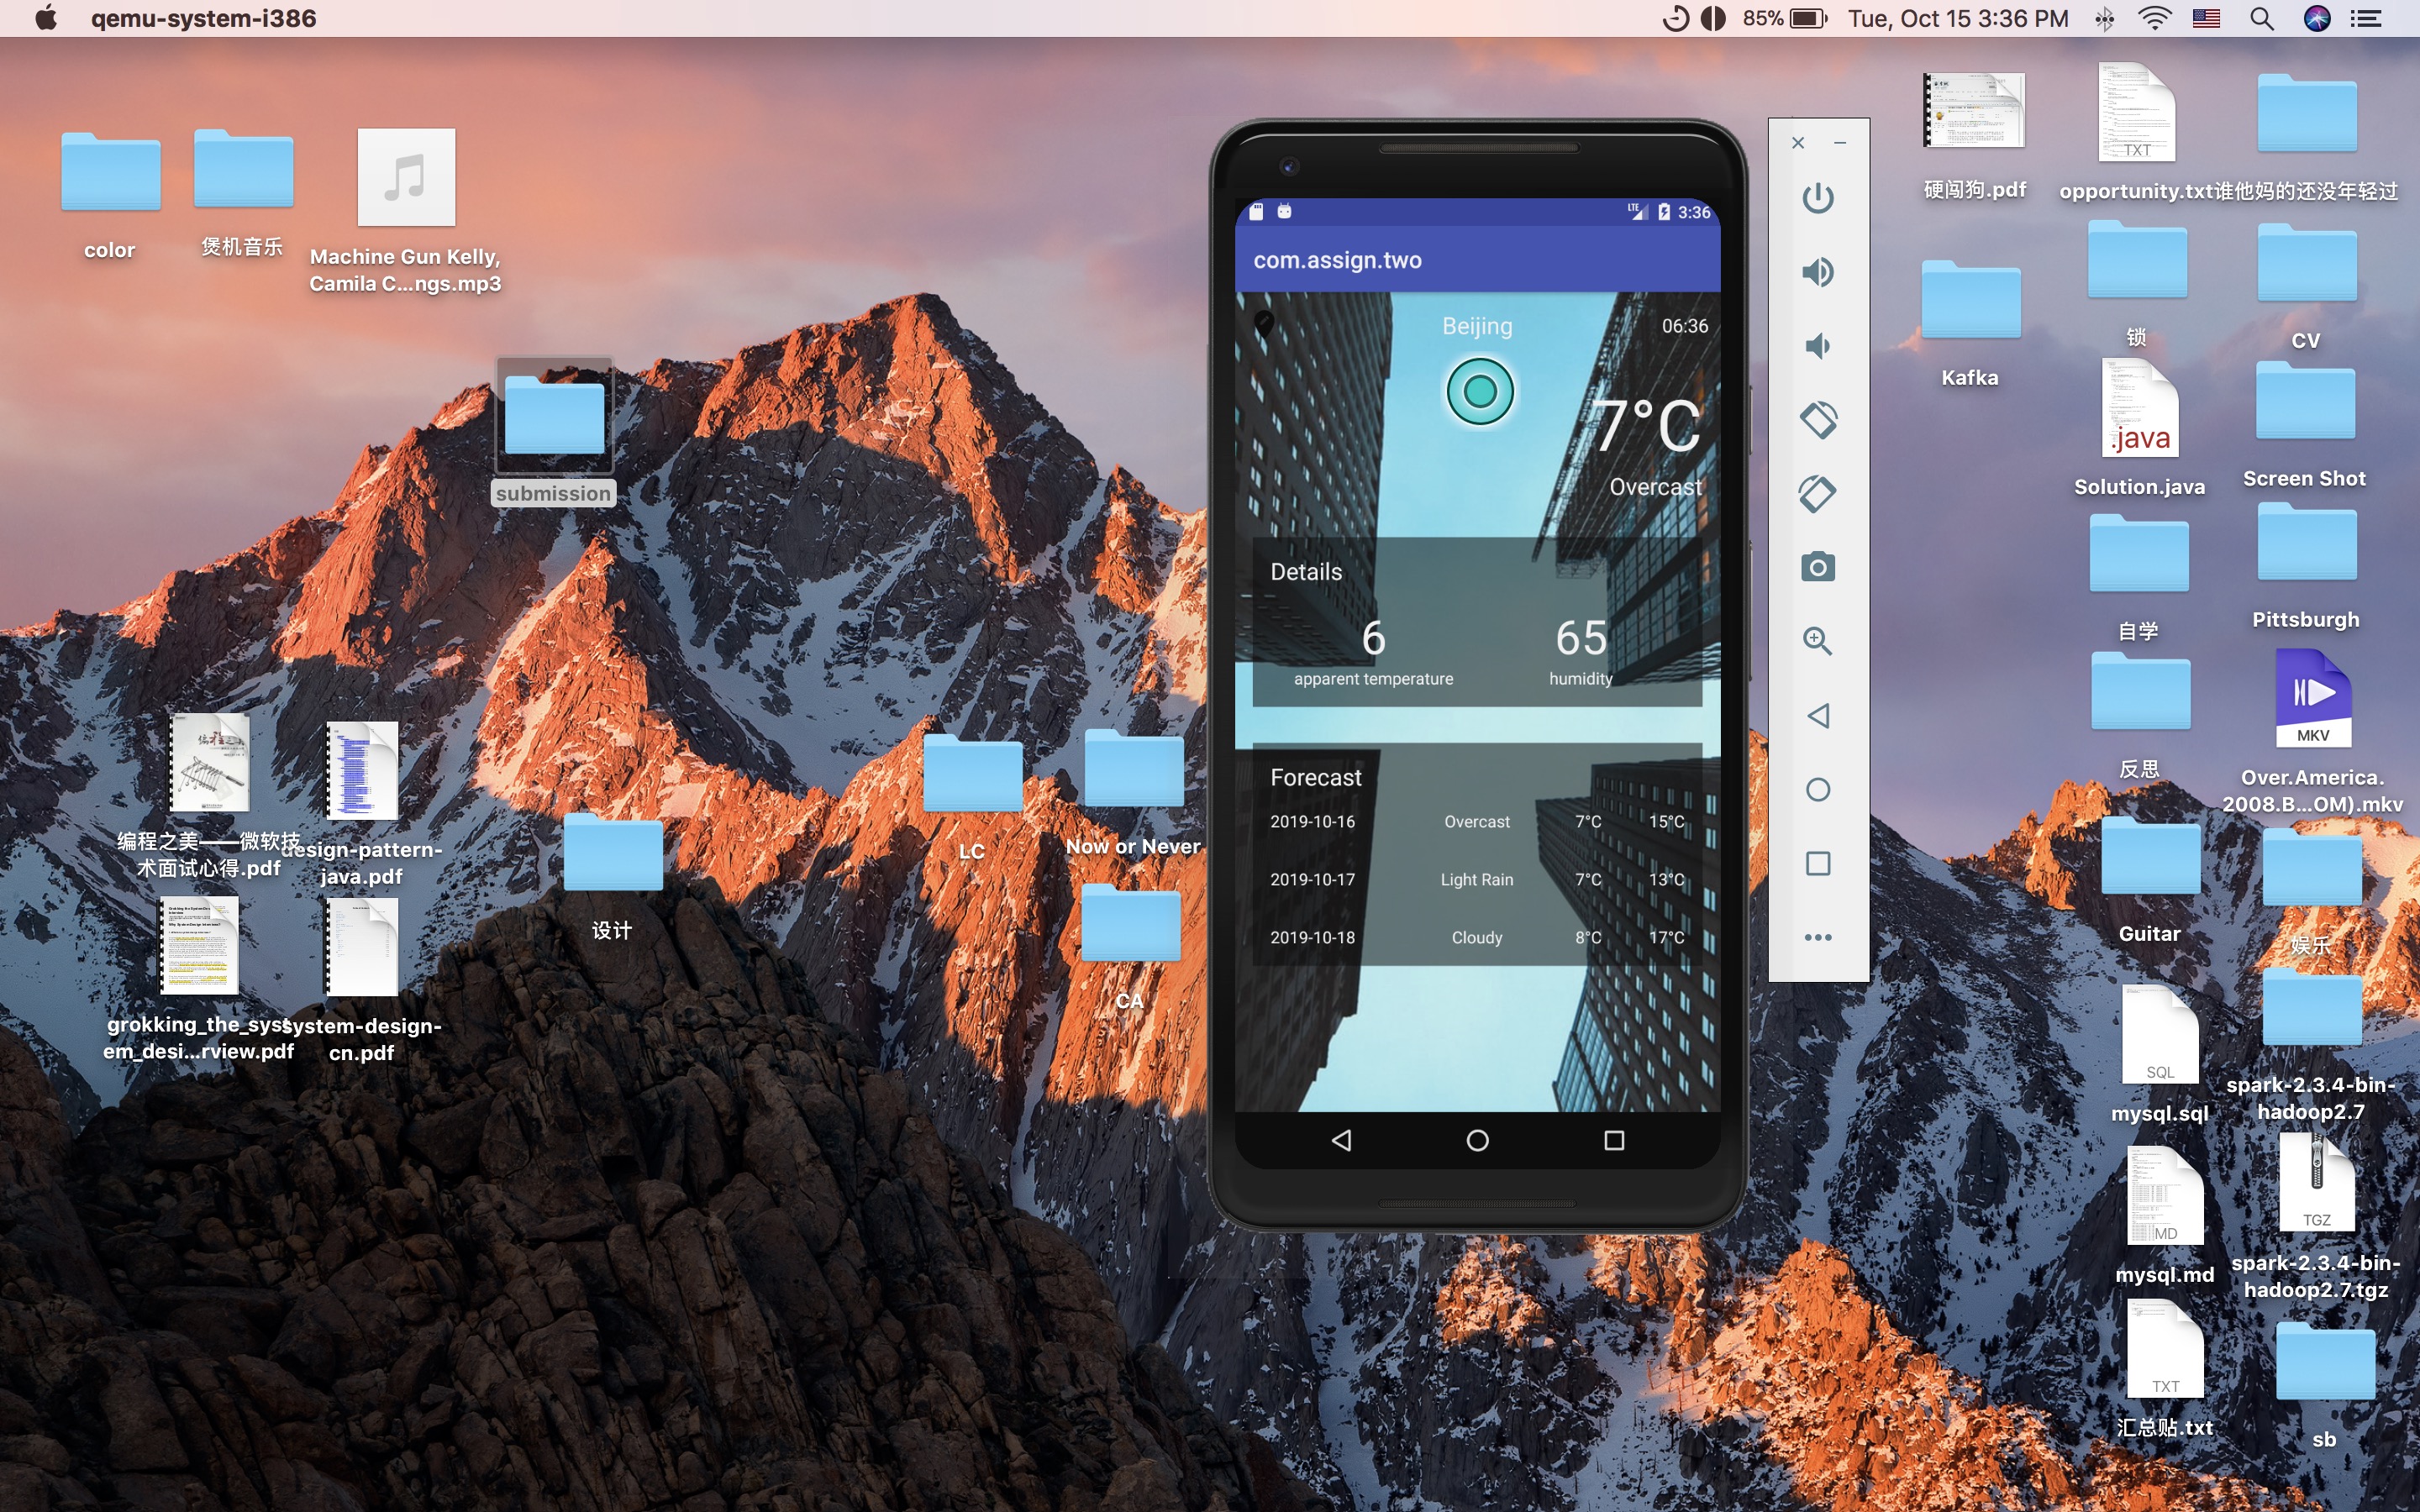 qemu-system-i386
85%
Tue, Oct 15 3:36 PM
color
煲机音乐
Machine Gun Kelly,
Camila C...ngs.mp3
submission
编程之美——微软技
术面试心得.pdf
design-pattern-
java.pdf
grokking_the_syst
em_desi...rview.pdf
system-design-
cn.pdf
设计
LC
Now or Never
CA
LTE
3:36
com.assign.two
Beijing
06:36
7°C
Overcast
Details
6
65
apparent temperature
humidity
Forecast
2019-10-16 Overcast 7°C 15°C
2019-10-17 Light Rain 7°C 13°C
2019-10-18 Cloudy 8°C 17°C
硬闯狗.pdf
TXT
opportunity.txt
谁他妈的还没年轻过
Kafka
锁
CV
.java
Solution.java
Screen Shot
自学
Pittsburgh
反思
MKV
Over.America.
2008.B...OM).mkv
Guitar
娱乐
SQL
mysql.sql
spark-2.3.4-bin-
hadoop2.7
MD
mysql.md
TGZ
spark-2.3.4-bin-
hadoop2.7.tgz
TXT
汇总贴.txt
sb